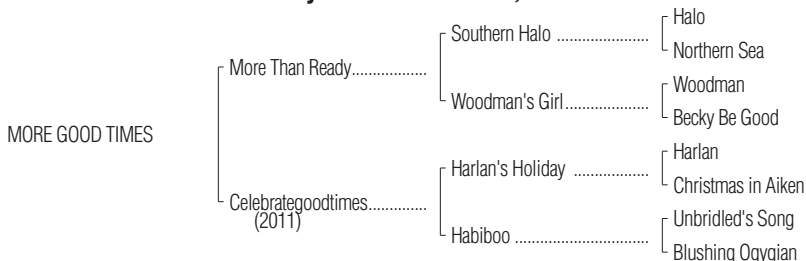 Halo
Southern Halo ......................
Northern Sea
More Than Ready..................
Woodman
Woodman's Girl....................
Becky Be Good
MORE GOOD TIMES
Harlan
Harlan's Holiday ..................
Christmas in Aiken
Celebrategoodtimes..............
(2011)
Unbridled's Song
Habiboo ................................
Blushing Ogygian